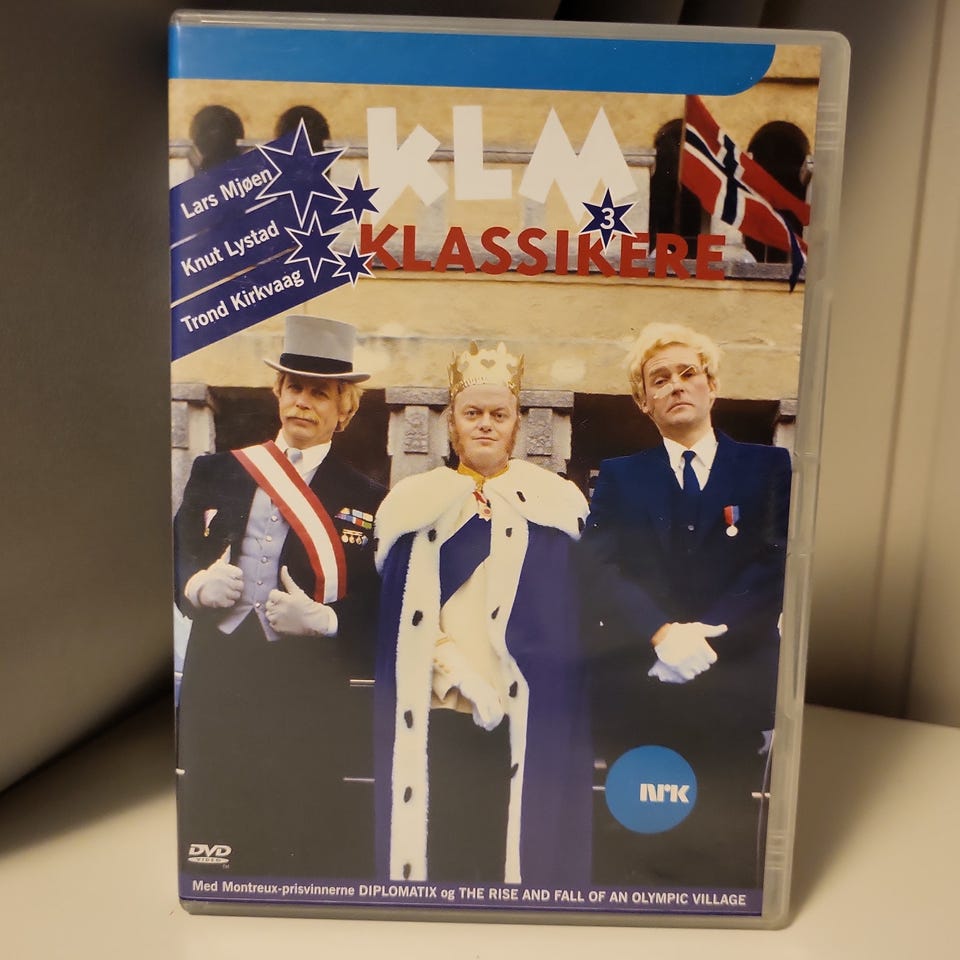 KLM
3
KLASSIKERE
Lars Mjøen
Knut Lystad
Trond Kirkvaag
NRK
DVD
VIDEO
TM
Med Montreux-prisvinnerne DIPLOMATIX og THE RISE AND FALL OF AN OLYMPIC VILLAGE